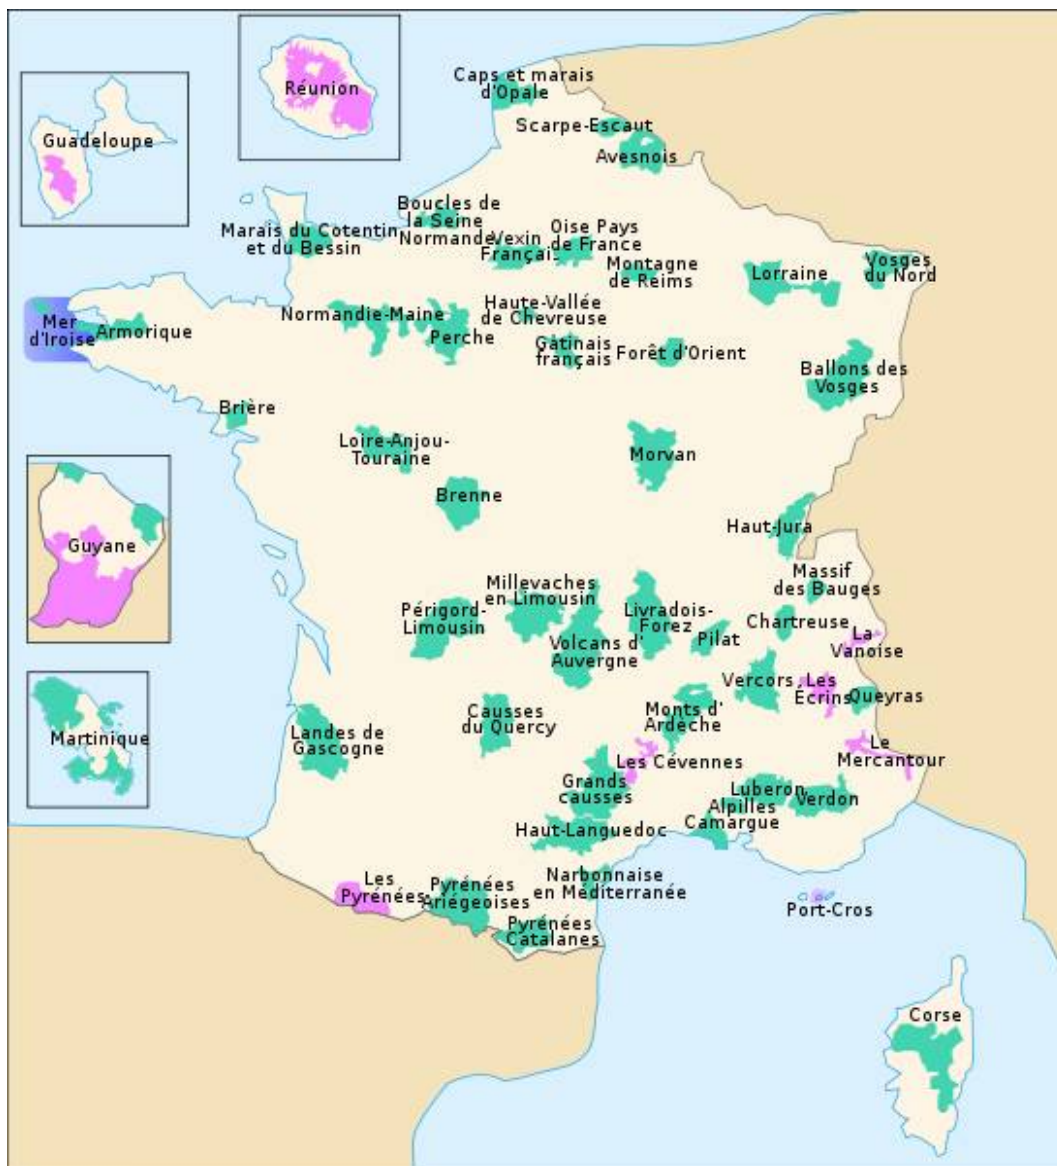 Réunion
Guadeloupe
Caps et marais
d'Opale
Scarpe-Escaut
Avesnois
Boucles de
la Seine
Normande
Marais du Cotentin
et du Bessin
Vexin
Françai
Oise Pays
de France
Montagne
de Reims
Lorraine
Vosges
du Nord
Mer
d'Iroise
Armorique
Normandie-Maine
Perche
Haute-Vallée
de Chevreuse
Gâtinais
français
Forêt d'Orient
Ballons des
Vosges
Brière
Loire-Anjou-
Touraine
Morvan
Brenne
Haut-Jura
Guyane
Massif
des Bauges
Millevaches
en Limousin
Périgord-
Limousin
Livradois-
Forez
Volcans d'
Auvergne
Pilat
Chartreuse
La
Vanoise
Vercors
Les
Écrins
Queyras
Martinique
Landes de
Gascogne
Causses
du Quercy
Monts d'
Ardèche
Le
Mercantour
Les Cévennes
Grands
causses
Luberon
Alpilles
Verdon
Camargue
Haut-Languedoc
Les
Pyrénées
Pyrénées
Ariégeoises
Narbonnaise
en Méditerranée
Pyrénées
Catalanes
Port-Cros
Corse